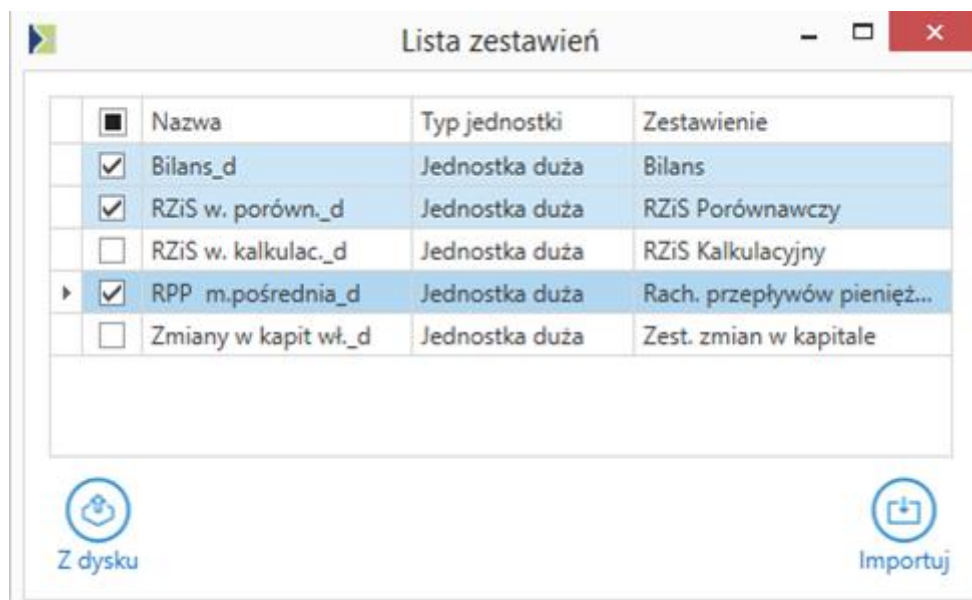 Lista zestawień
Nazwa Typ jednostki Zestawienie
Bilans_d Jednostka duża Bilans
RZiS w. porówn._d Jednostka duża RZiS Porównawczy
RZiS w. kalkulac._d Jednostka duża RZiS Kalkulacyjny
RPP m.pośrednia_d Jednostka duża Rach. przepływów pienięż...
Zmiany w kapit wł._d Jednostka duża Zest. zmian w kapitale
Z dysku Importuj